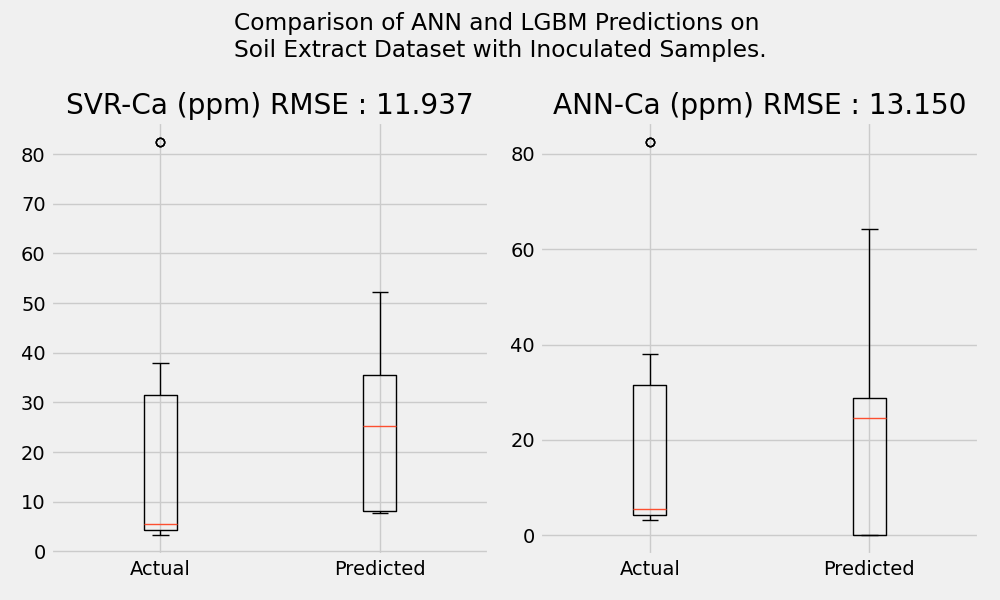 Comparison of ANN and LGBM Predictions on
Soil Extract Dataset with Inoculated Samples.
SVR-Ca (ppm) RMSE : 11.937
80
70
60
50
40
30
20
10
0
Actual
Predicted
ANN-Ca (ppm) RMSE : 13.150
80
60
40
20
0
Actual
Predicted